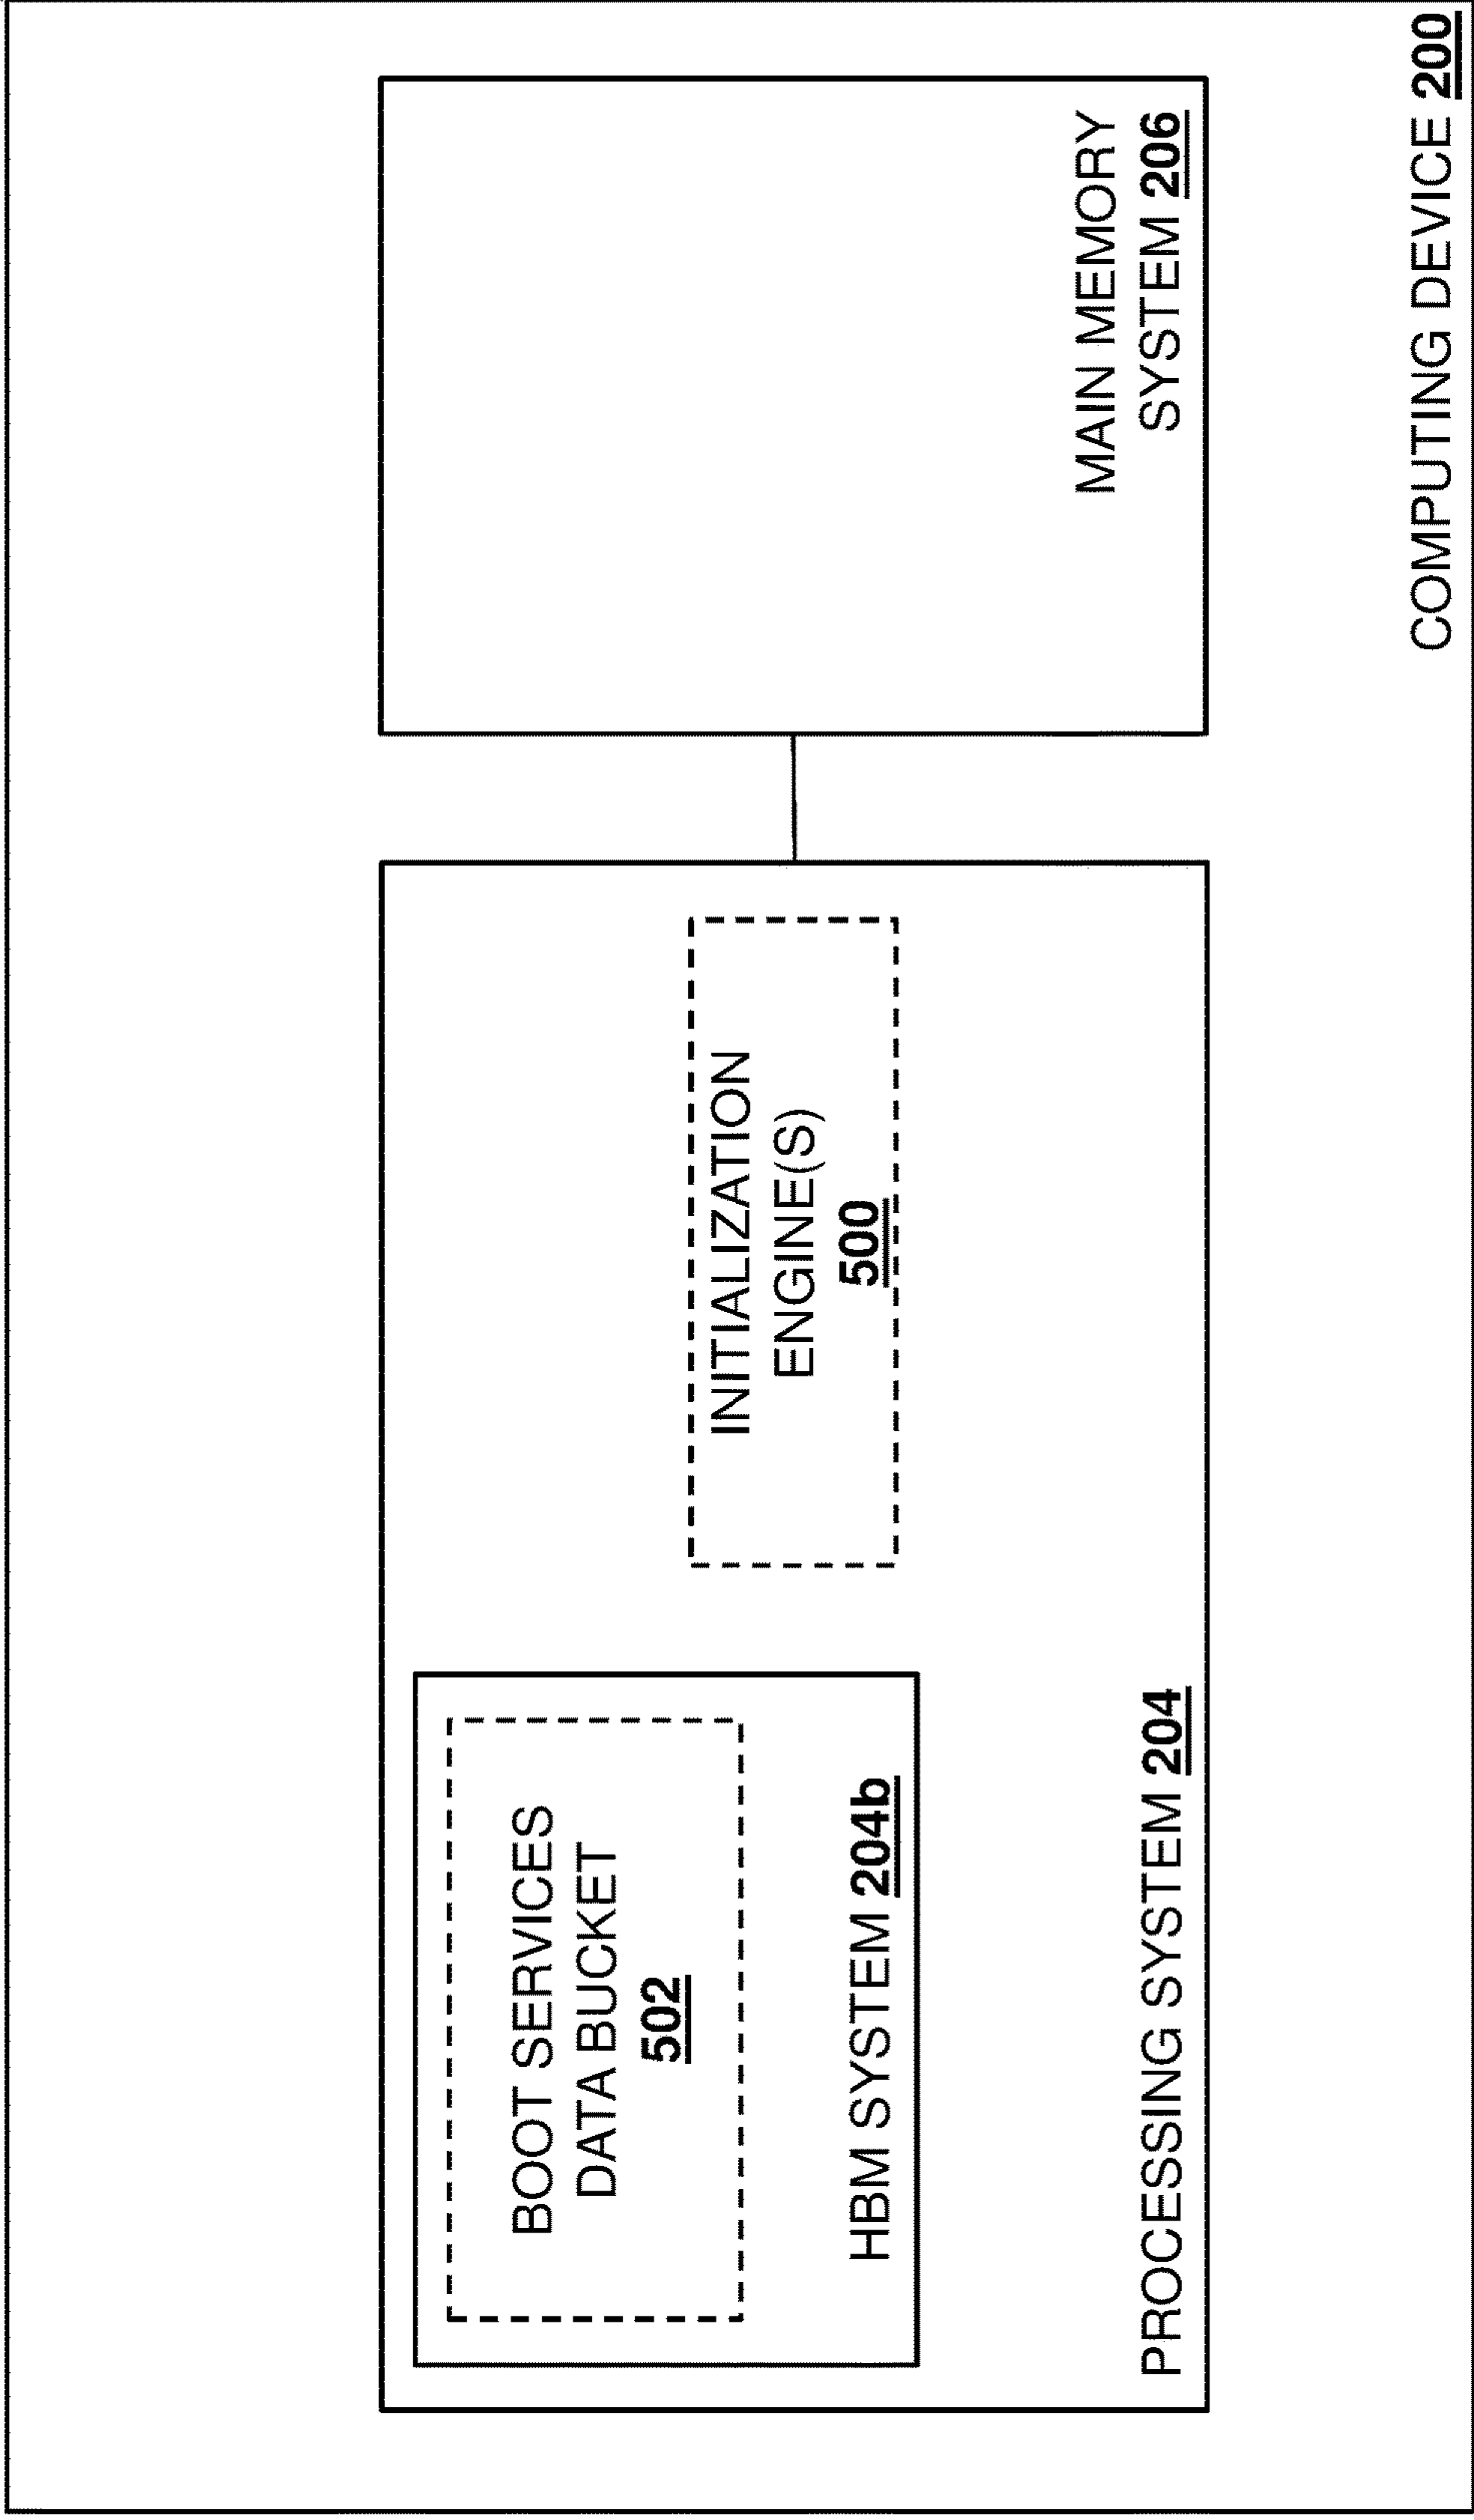 BOOT SERVICES
DATA BUCKET
502
HBM SYSTEM 204b
INITIALIZATION
ENGINE(S)
500
PROCESSING SYSTEM 204
MAIN MEMORY
SYSTEM 206
COMPUTING DEVICE 200